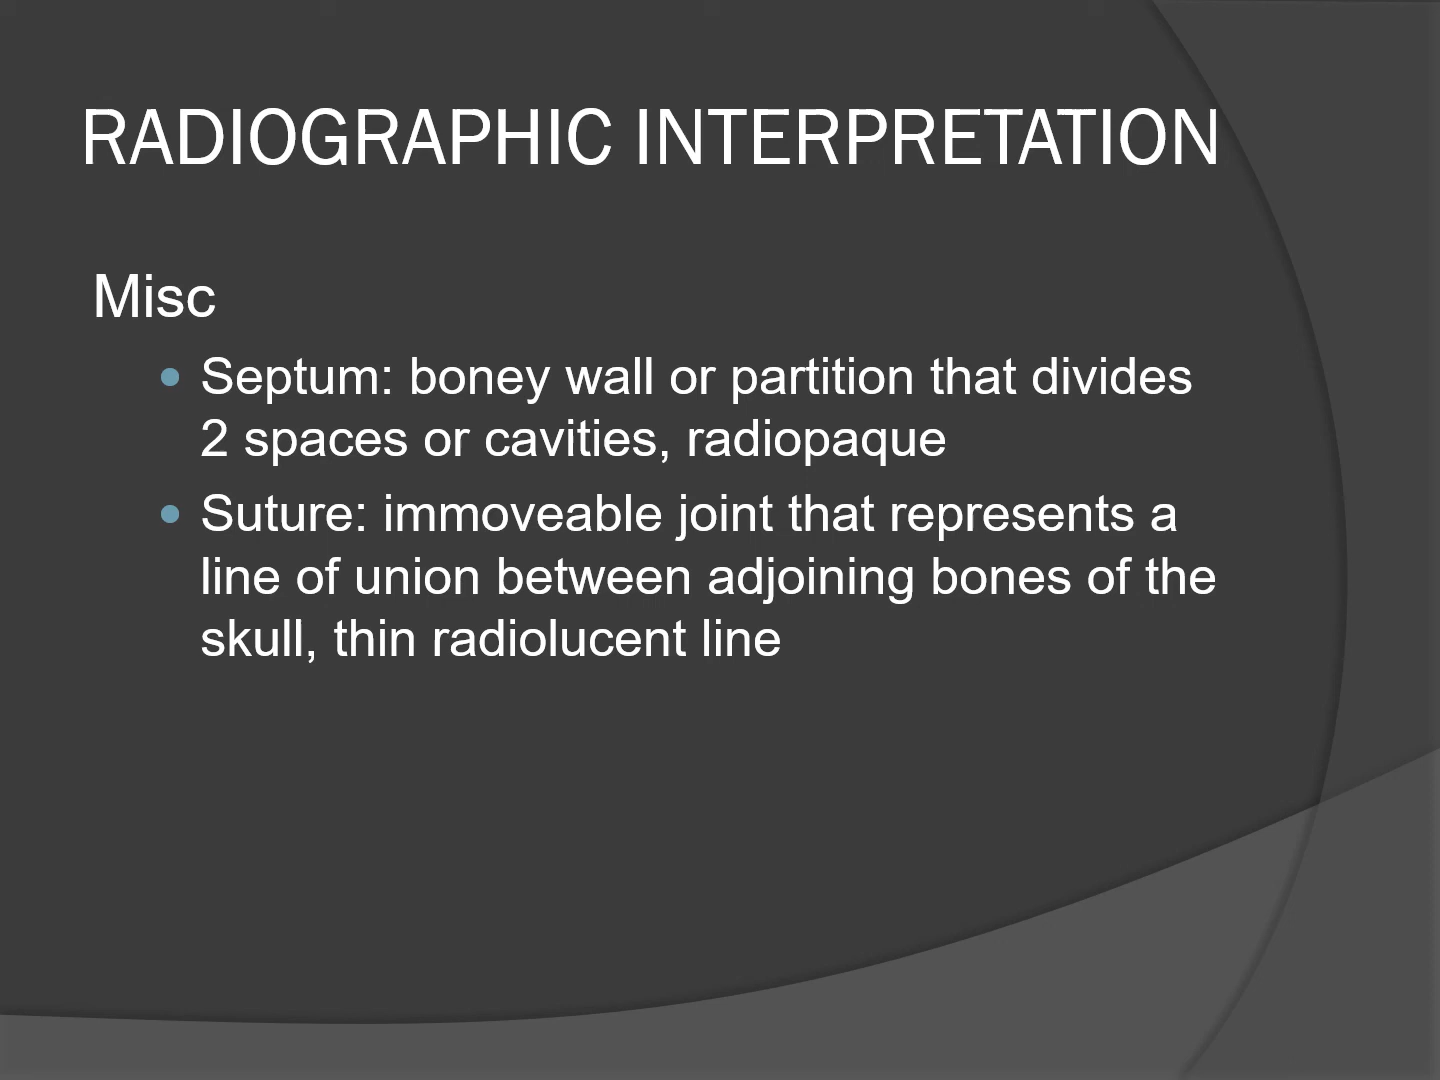 RADIOGRAPHIC INTERPRETATION
Misc
Septum: boney wall or partition that divides
2 spaces or cavities, radiopaque
Suture: immoveable joint that represents a
line of union between adjoining bones of the
skull, thin radiolucent line